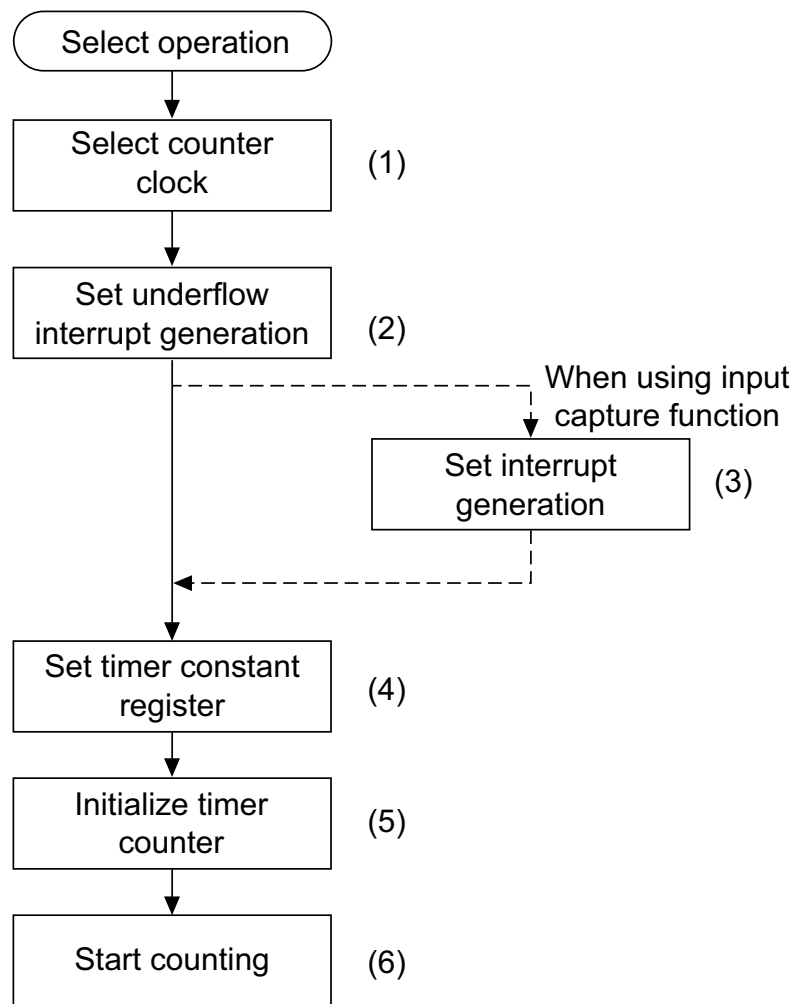 Select operation
Select counter
clock
(1)
Set underflow
interrupt generation
(2)
When using input
capture function
Set interrupt
generation
(3)
Set timer constant
register
(4)
Initialize timer
counter
(5)
Start counting
(6)